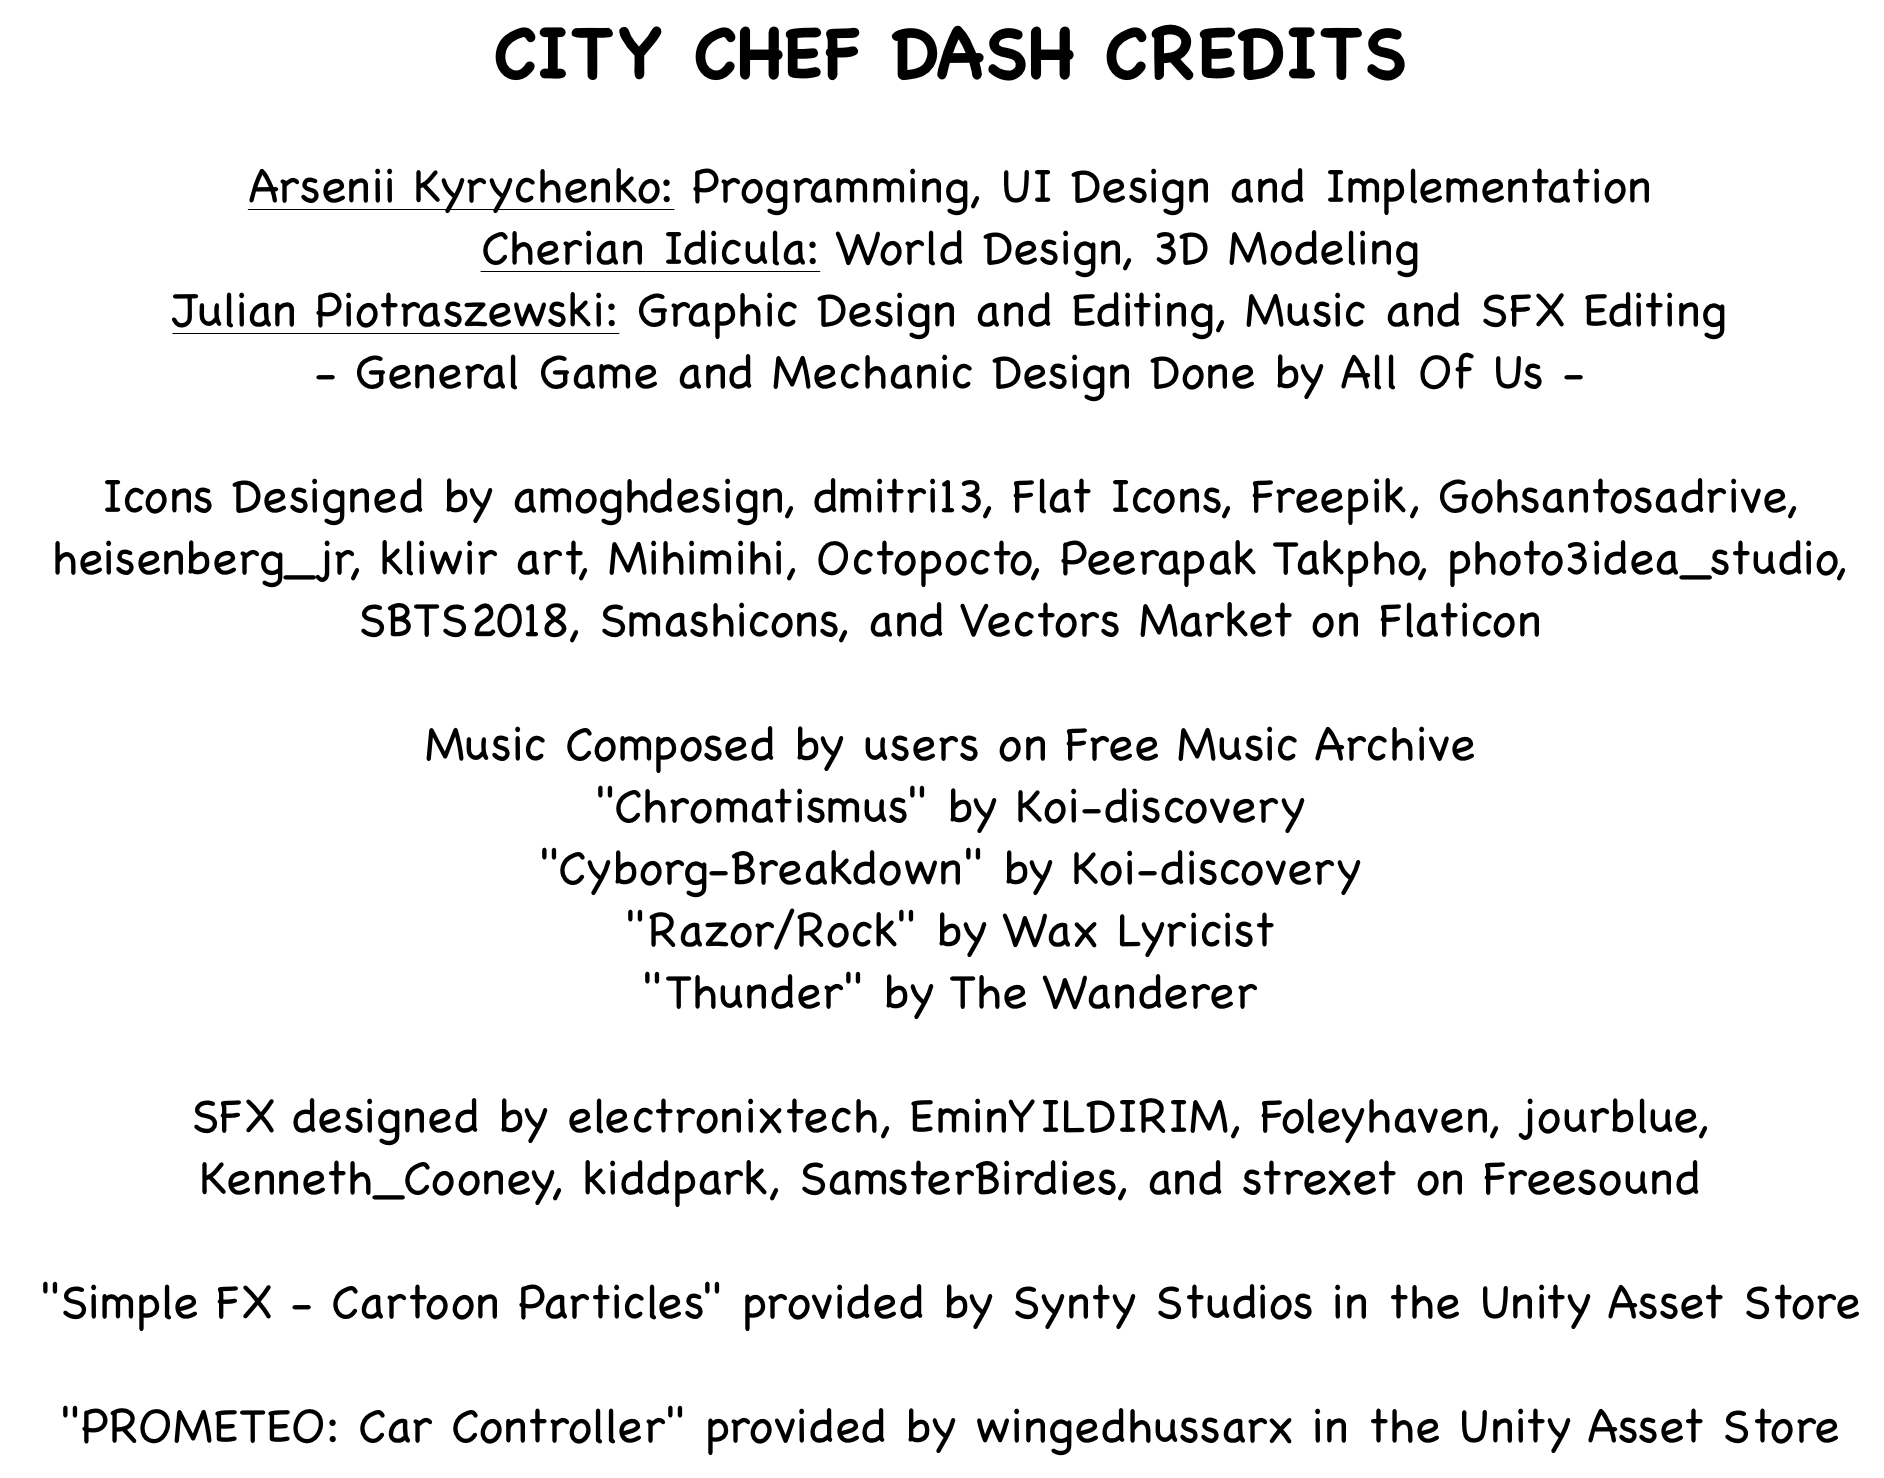 CITY CHEF DASH CREDITS
Arsenii Kyrychenko: Programming, UI Design and Implementation
Cherian Idicula: World Design, 3D Modeling
Julian Piotraszewski: Graphic Design and Editing, Music and SFX Editing
- General Game and Mechanic Design Done by All Of Us -
Icons Designed by amoghdesign, dmitri13, Flat Icons, Freepik, Gohsantosadrive,
heisenberg_jr, kliwir art, Mihimihi, Octopocto, Peerapak Takpho, photo3idea_studio,
SBTS2018, Smashicons, and Vectors Market on Flaticon
Music Composed by users on Free Music Archive
"Chromatismus" by Koi-discovery
"Cyborg-Breakdown" by Koi-discovery
"Razor/Rock" by Wax Lyricist
"Thunder" by The Wanderer
SFX designed by electronixtech, EminYILDIRIM, Foleyhaven, jourblue,
Kenneth_Cooney, kiddpark, SamsterBirdies, and strexet on Freesound
"Simple FX - Cartoon Particles" provided by Synty Studios in the Unity Asset Store
"PROMETEO: Car Controller" provided by wingedhussarx in the Unity Asset Store